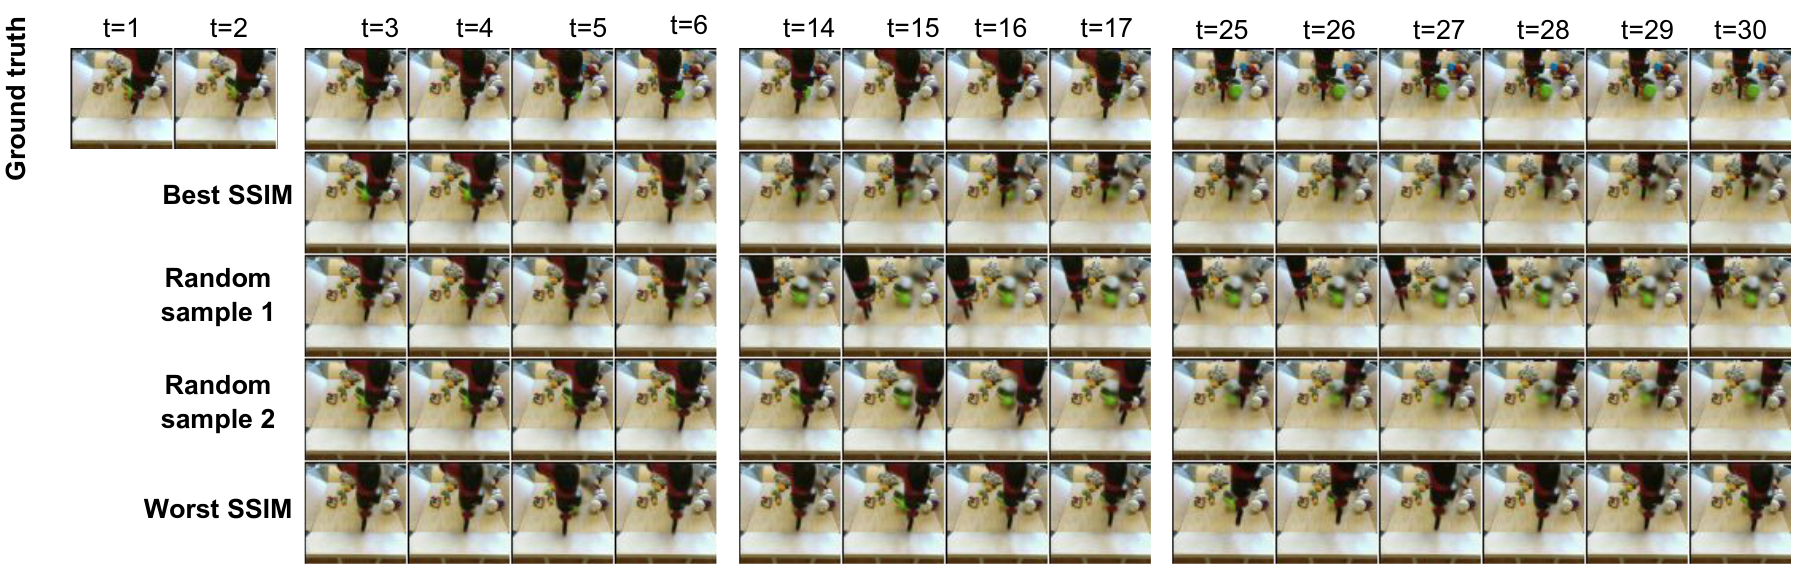 t=1 t=2 t=3 t=4 t=5 t=6 t=14 t=15 t=16 t=17 t=25 t=26 t=27 t=28 t=29 t=30
Ground truth
Best SSIM
Random
sample 1
Random
sample 2
Worst SSIM